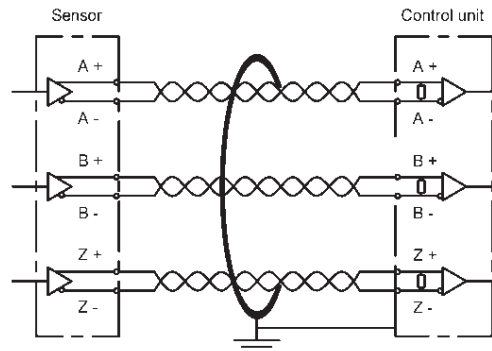 Sensor Control unit
A + A +
A - A -
B + B +
B - B -
Z + Z +
Z - Z -